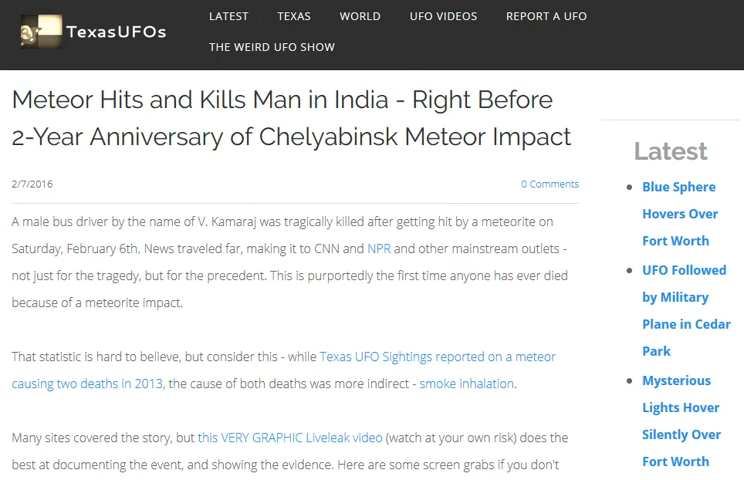 TexasUFOs
LATEST TEXAS WORLD UFO VIDEOS REPORT A UFO
THE WEIRD UFO SHOW
Meteor Hits and Kills Man in India - Right Before
2-Year Anniversary of Chelyabinsk Meteor Impact
2/7/2016
0 Comments
A male bus driver by the name of V. Kamaraj was tragically killed after getting hit by a meteorite on
Saturday, February 6th. News traveled far, making it to CNN and NPR and other mainstream outlets -
not just for the tragedy, but for the precedent. This is purportedly the first time anyone has ever died
because of a meteorite impact.
That statistic is hard to believe, but consider this - while Texas UFO Sightings reported on a meteor
causing two deaths in 2013, the cause of both deaths was more indirect - smoke inhalation.
Many sites covered the story, but this VERY GRAPHIC Liveleak video (watch at your own risk) does the
best at documenting the event, and showing the evidence. Here are some screen grabs if you don't
Latest
Blue Sphere
Hovers Over
Fort Worth
UFO Followed
by Military
Plane in Cedar
Park
Mysterious
Lights Hover
Silently Over
Fort Worth